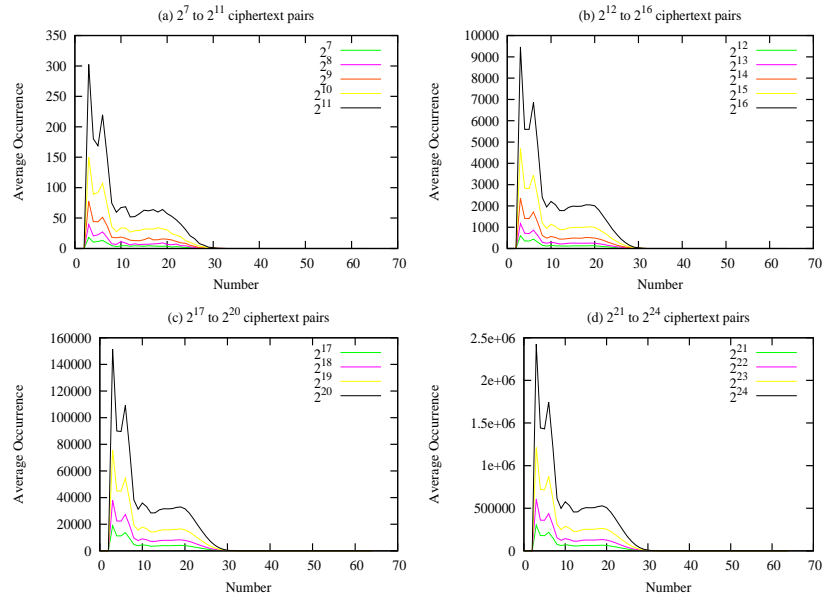 (a) 2^7 to 2^11 ciphertext pairs
350
300
250
200
150
100
50
0
0 10 20 30 40 50 60 70
Average Occurrence
Number
2^7
2^8
2^9
2^10
2^11
(b) 2^12 to 2^16 ciphertext pairs
10000
9000
8000
7000
6000
5000
4000
3000
2000
1000
0
0 10 20 30 40 50 60 70
Average Occurrence
Number
2^12
2^13
2^14
2^15
2^16
(c) 2^17 to 2^20 ciphertext pairs
160000
140000
120000
100000
80000
60000
40000
20000
0
0 10 20 30 40 50 60 70
Average Occurrence
Number
2^17
2^18
2^19
2^20
(d) 2^21 to 2^24 ciphertext pairs
2.5e+06
2e+06
1.5e+06
1e+06
500000
0
0 10 20 30 40 50 60 70
Average Occurrence
Number
2^21
2^22
2^23
2^24